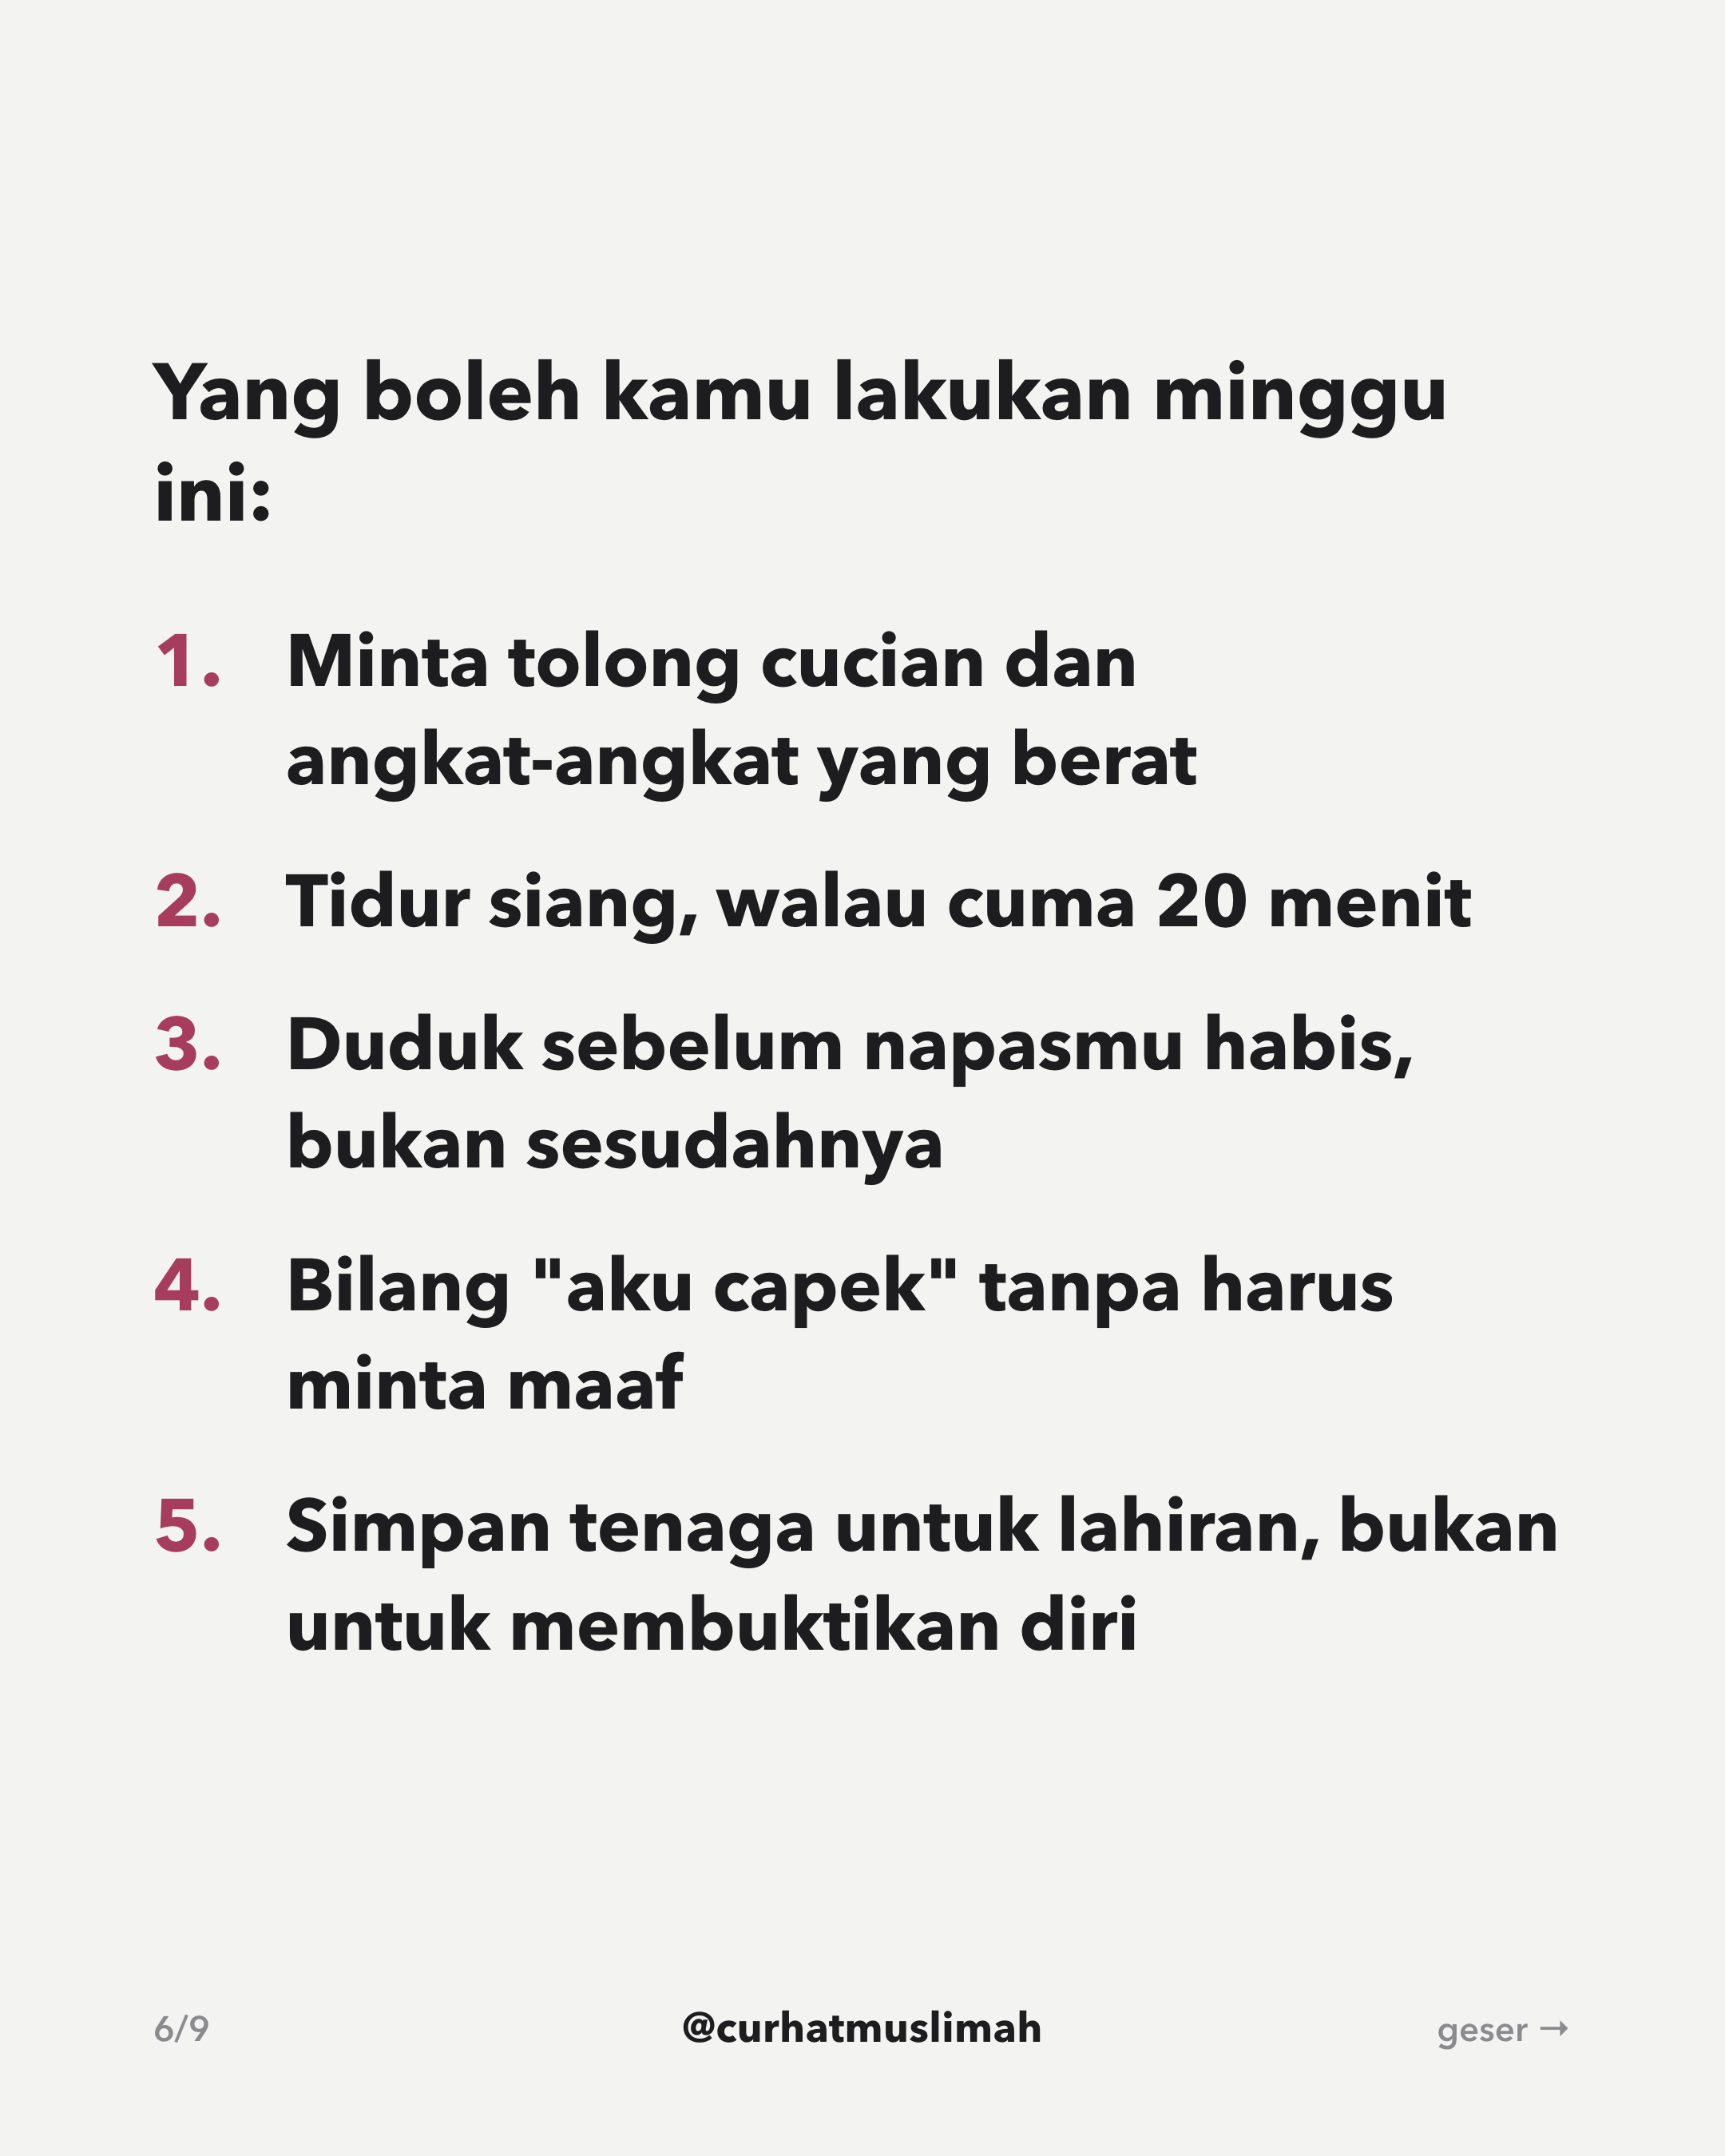 Yang boleh kamu lakukan minggu
ini:
1. Minta tolong cucian dan
angkat-angkat yang berat
2. Tidur siang, walau cuma 20 menit
3. Duduk sebelum napasmu habis,
bukan sesudahnya
4. Bilang "aku capek" tanpa harus
minta maaf
5. Simpan tenaga untuk lahiran, bukan
untuk membuktikan diri
6/9 @curhatmuslimah geser →